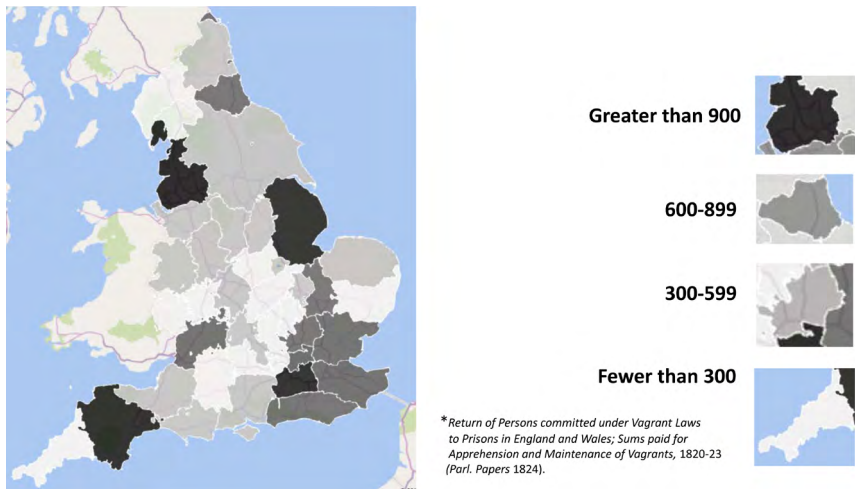 Greater than 900
600-899
300-599
Fewer than 300
*Return of Persons committed under Vagrant Laws
to Prisons in England and Wales; Sums paid for
Apprehension and Maintenance of Vagrants, 1820-23
(Parl. Papers 1824).